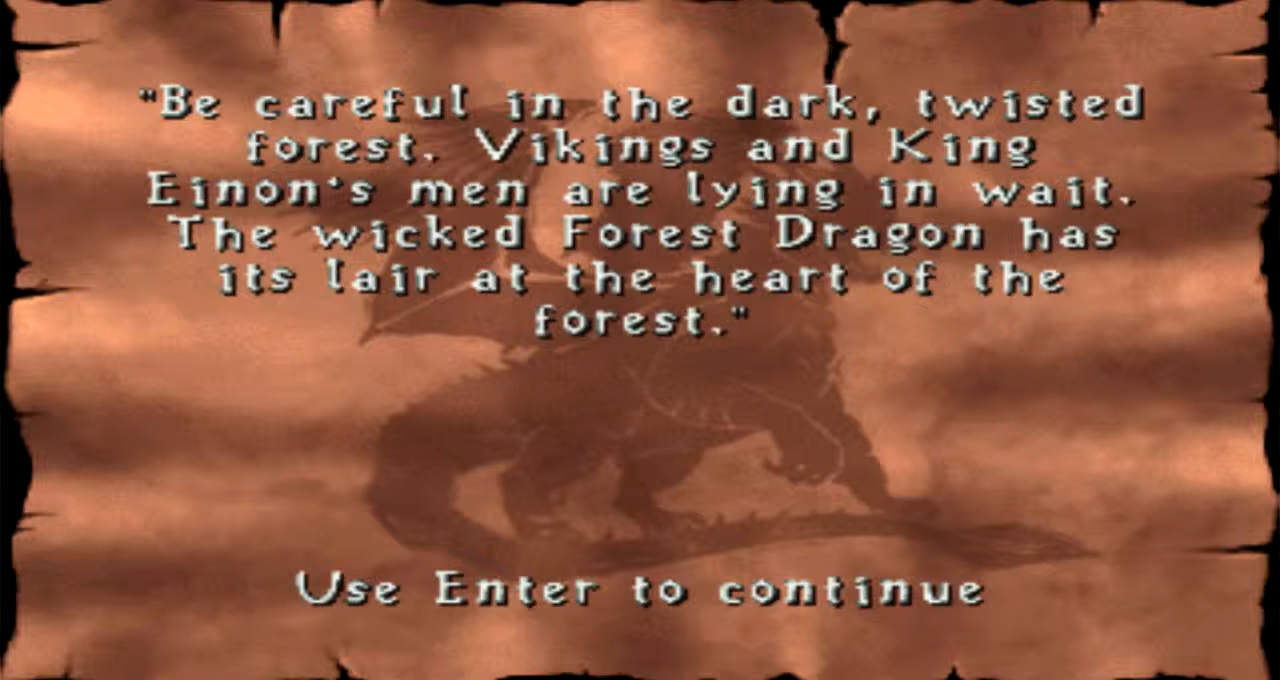 "Be careful in the dark, twisted
forest. Vikings and King
Einon's men are lying in wait.
The wicked Forest Dragon has
its lair at the heart of the
forest."
Use Enter to continue